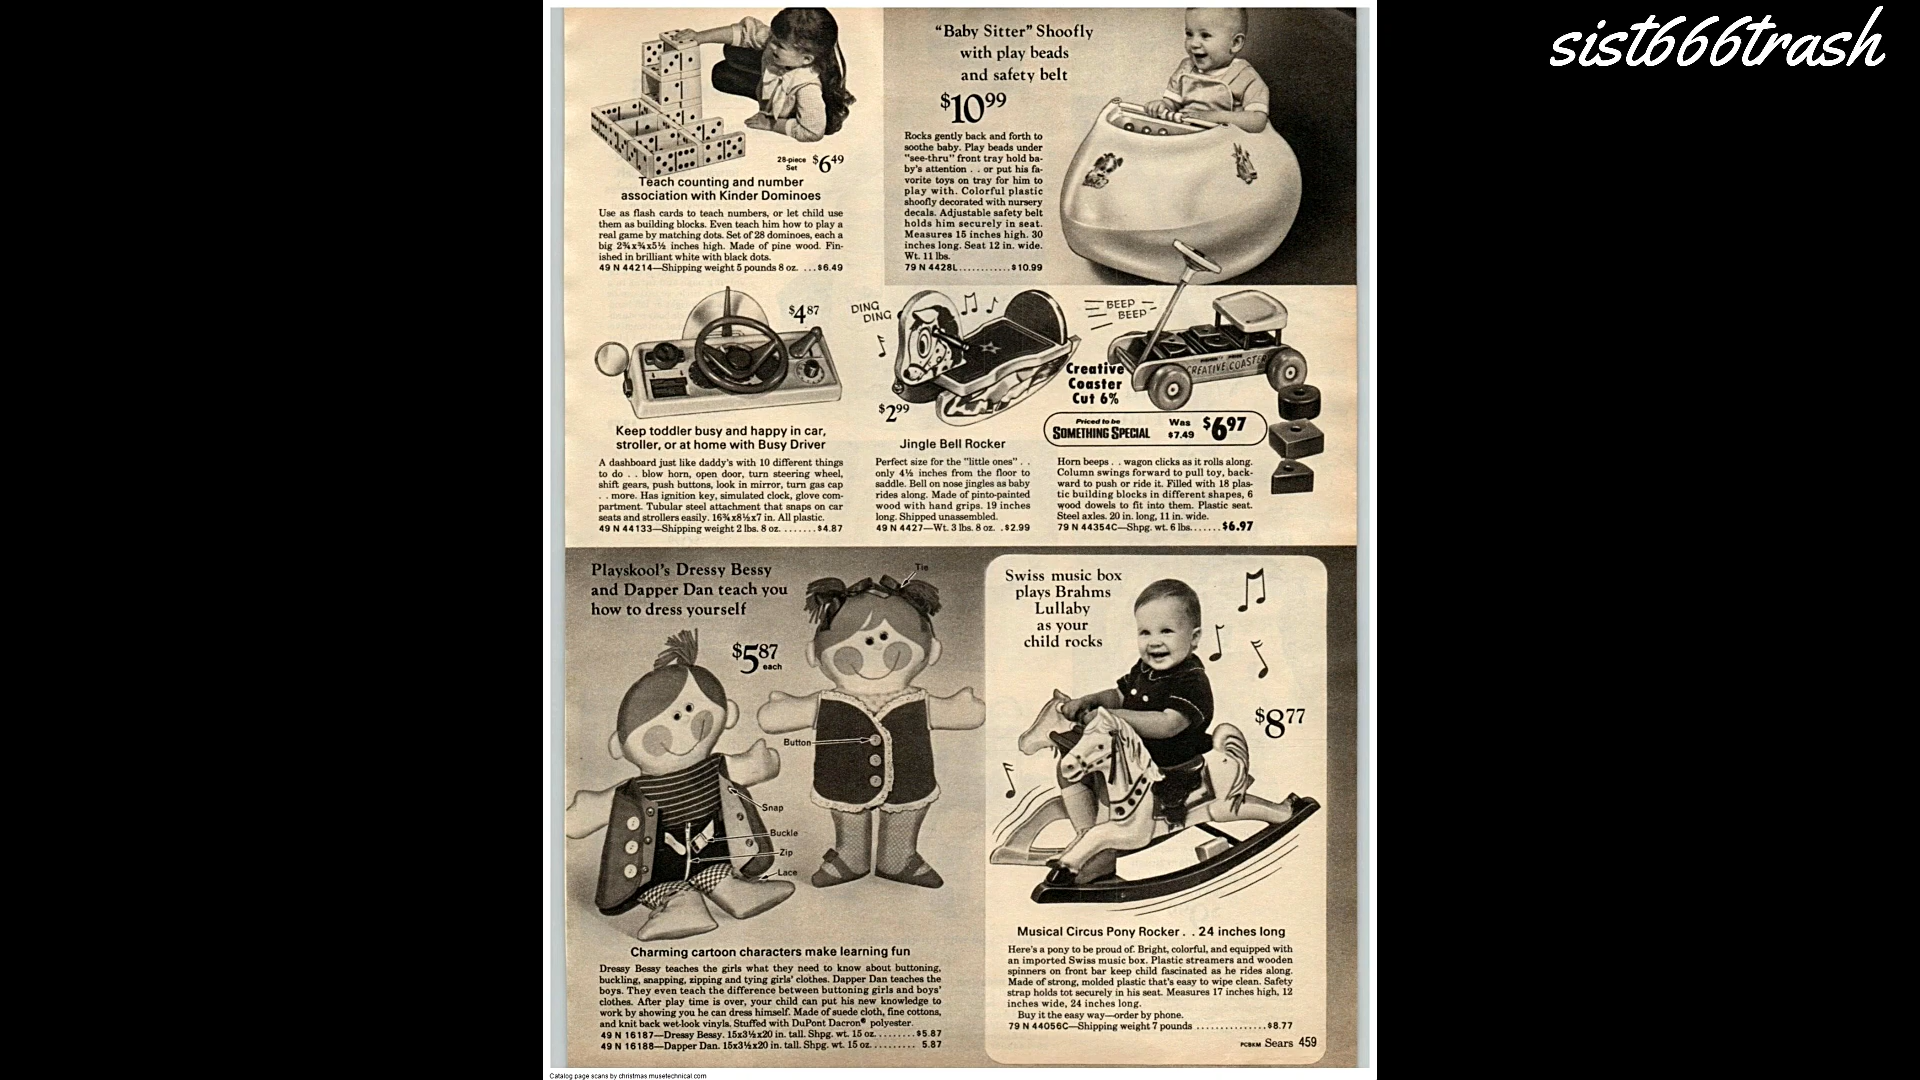 sist666trash
28-piece
Set
$6.49
Teach counting and number
association with Kinder Dominoes
Use as flash cards to teach numbers, or let child use
them as building blocks. Even teach him how to play a
real game by matching dots. Set of 28 dominoes, each a
big 2¾x¾x5½ inches high. Made of pine wood. Fin-
ished in brilliant white with black dots.
49 N 44214—Shipping weight 5 pounds 8 oz. ...$6.49
"Baby Sitter" Shoofly
with play beads
and safety belt
$10.99
Rocks gently back and forth to
soothe baby. Play beads under
"see-thru" front tray hold ba-
by's attention . . or put his fa-
vorite toys on tray for him to
play with. Colorful plastic
shoofly decorated with nursery
decals. Adjustable safety belt
holds him securely in seat.
Measures 15 inches high. 30
inches long. Seat 12 in. wide.
Wt. 11 lbs.
79 N 4428L............$10.99
$4.87
Keep toddler busy and happy in car,
stroller, or at home with Busy Driver
A dashboard just like daddy's with 10 different things
to do . . blow horn, open door, turn steering wheel,
shift gears, push buttons, look in mirror, turn gas cap
. . more. Has ignition key, simulated clock, glove com-
partment. Tubular steel attachment that snaps on car
seats and strollers easily. 16¾x8½x7 in. All plastic.
49 N 44133—Shipping weight 2 lbs. 8 oz. .......$4.87
DING
DING
$2.99
Jingle Bell Rocker
Perfect size for the "little ones" . .
only 4½ inches from the floor to
saddle. Bell on nose jingles as baby
rides along. Made of pinto-painted
wood with hand grips. 19 inches
long. Shipped unassembled.
49 N 4427—Wt. 3 lbs. 8 oz. .$2.99
BEEP
BEEP
CREATIVE COASTER
Creative
Coaster
Cut 6%
Priced to be
SOMETHING SPECIAL
Was
$7.49
$6.97
Horn beeps . . wagon clicks as it rolls along.
Column swings forward to pull toy, back-
ward to push or ride it. Filled with 18 plas-
tic building blocks in different shapes, 6
wood dowels to fit into them. Plastic seat.
Steel axles. 20 in. long, 11 in. wide.
79 N 44354C—Shpg. wt. 6 lbs.......$6.97
Playskool's Dressy Bessy
and Dapper Dan teach you
how to dress yourself
$5.87
each
Tie
Button
Snap
Buckle
Zip
Lace
Charming cartoon characters make learning fun
Dressy Bessy teaches the girls what they need to know about buttoning,
buckling, snapping, zipping and tying girls' clothes. Dapper Dan teaches the
boys. They even teach the difference between buttoning girls and boys'
clothes. After play time is over, your child can put his new knowledge to
work by showing you he can dress himself. Made of suede cloth, fine cottons,
and knit back wet-look vinyls. Stuffed with DuPont Dacron® polyester.
49 N 16187—Dressy Bessy. 15x3½x20 in. tall. Shpg. wt. 15 oz.........$5.87
49 N 16188—Dapper Dan. 15x3½x20 in. tall. Shpg. wt. 15 oz.......... 5.87
Swiss music box
plays Brahms
Lullaby
as your
child rocks
$8.77
Musical Circus Pony Rocker . . 24 inches long
Here's a pony to be proud of. Bright, colorful, and equipped with
an imported Swiss music box. Plastic streamers and wooden
spinners on front bar keep child fascinated as he rides along.
Made of strong, molded plastic that's easy to wipe clean. Safety
strap holds tot securely in his seat. Measures 17 inches high, 12
inches wide, 24 inches long.
Buy it the easy way—order by phone.
79 N 44056C—Shipping weight 7 pounds ...............$8.77
PCBKM Sears 459
Catalog page scans by christmas.musetechnical.com